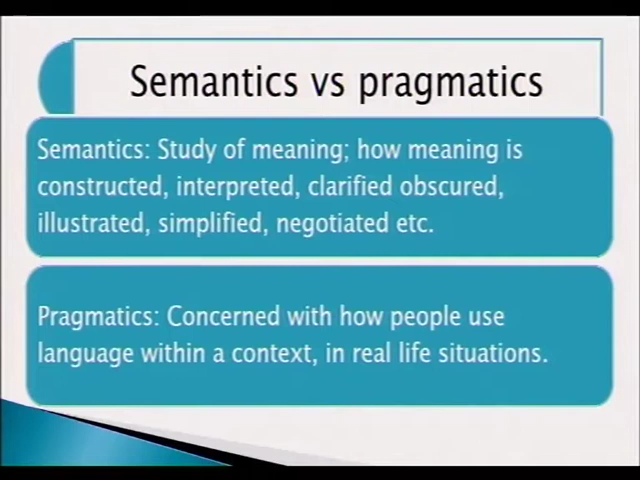 Semantics vs pragmatics
Semantics: Study of meaning; how meaning is
constructed, interpreted, clarified obscured,
illustrated, simplified, negotiated etc.
Pragmatics: Concerned with how people use
language within a context, in real life situations.